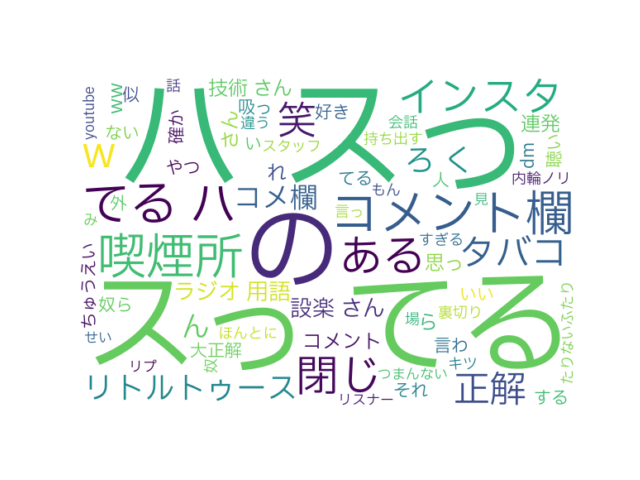 ハスっ
スってる
の
コメント欄
喫煙所
てる ハ
ある
インスタ
閉じ
笑
w
正解
タバコ
ろく
リトルトゥース
コメ欄
ラジオ 用語
設楽 さん
技術 さん
ww
似
話
youtube
ない
確か
さん
い
吸っ
違う
スタッフ
好き
会話
持ち出す
連発
dm
聴い
内輪ノリ
やつ
れ
てる
もん
人
見
言っ
すぎる
思っ
外
み
ちゅうえい
奴ら
せい
ん
ほんとに
大正解
奴
リプ
コメント
場
ら
いい
裏切り
言わ
キツ
つまんない
それ
リスナー
する
たりないふたり